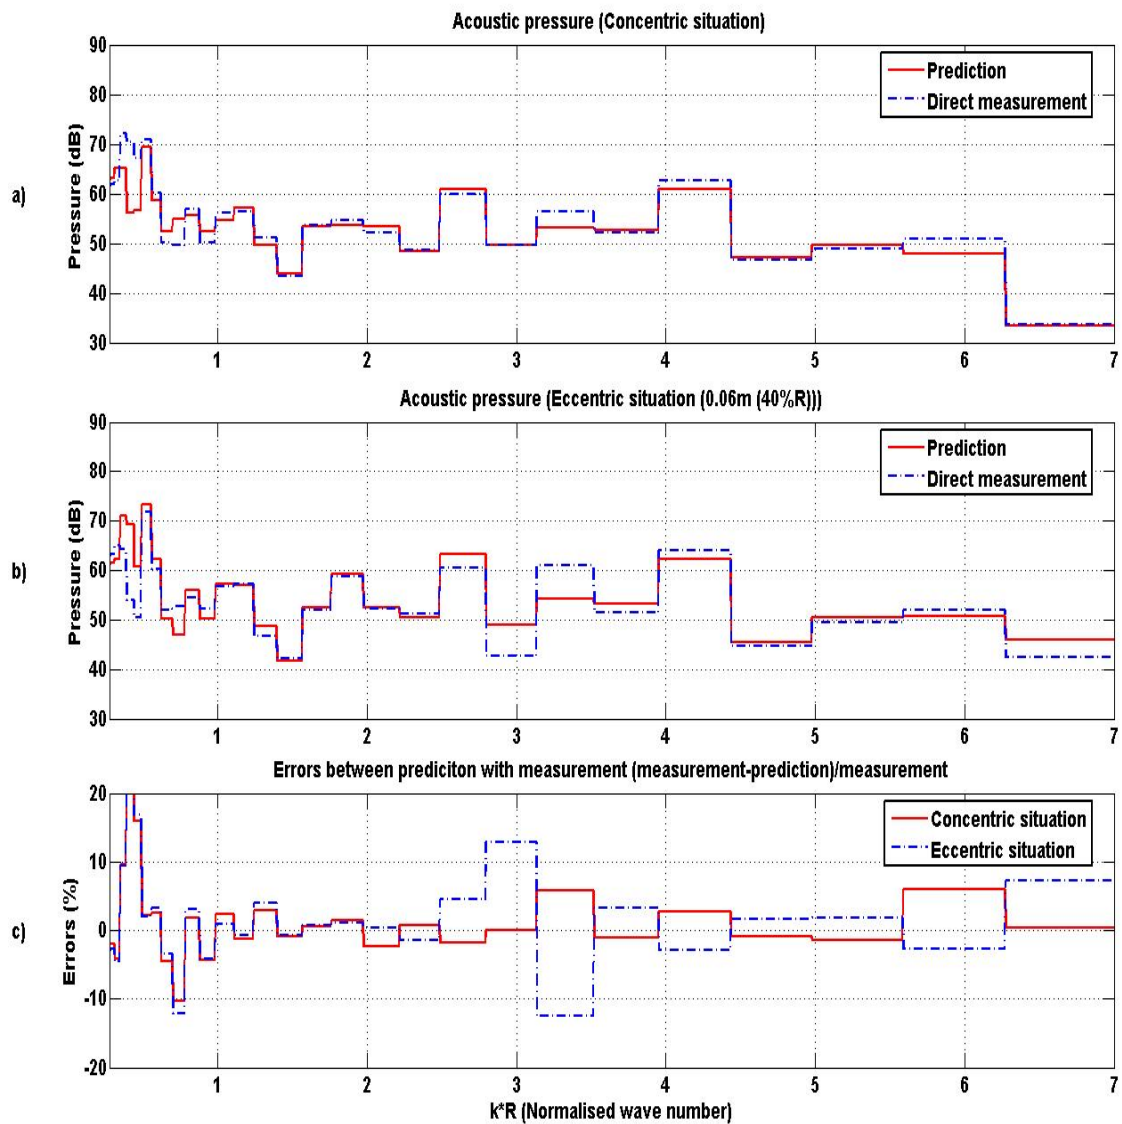 Acoustic pressure (Concentric situation)
90
80
70
60
50
40
30
Pressure (dB)
a)
Prediction
Direct measurement
1 2 3 4 5 6 7
Acoustic pressure (Eccentric situation (0.06m (40%R)))
90
80
70
60
50
40
30
Pressure (dB)
b)
Prediction
Direct measurement
1 2 3 4 5 6 7
Errors between prediciton with measurement (measurement-prediction)/measurement
20
10
0
-10
-20
Errors (%)
c)
Concentric situation
Eccentric situation
1 2 3 4 5 6 7
k*R (Normalised wave number)